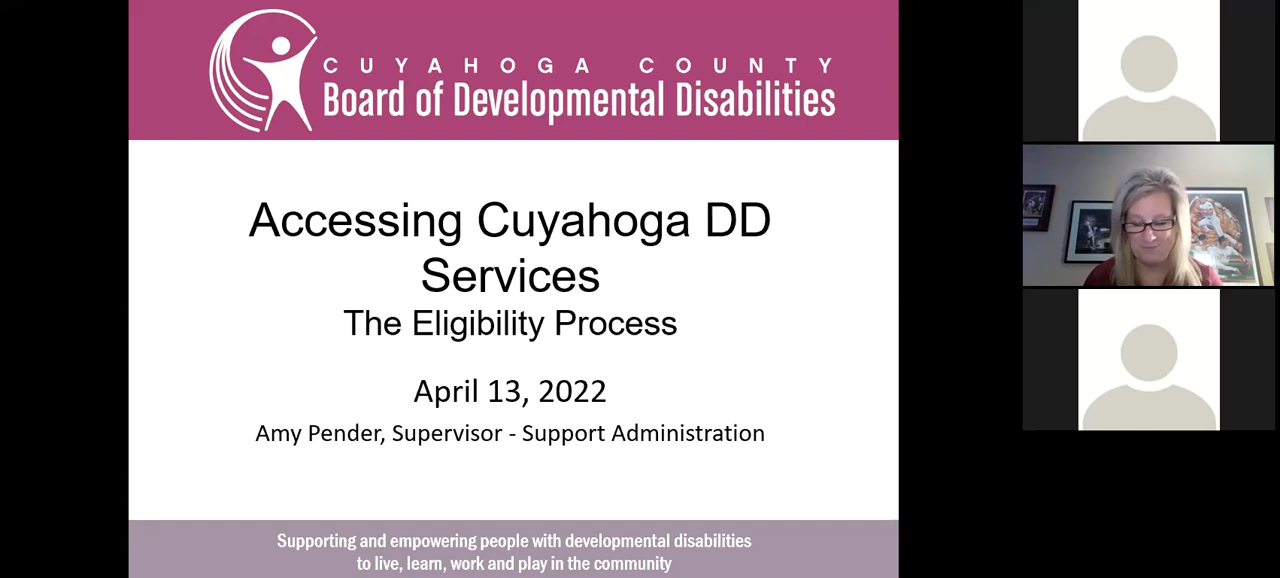 CUYAHOGA COUNTY
Board of Developmental Disabilities
Accessing Cuyahoga DD
Services
The Eligibility Process
April 13, 2022
Amy Pender, Supervisor - Support Administration
Supporting and empowering people with developmental disabilities
to live, learn, work and play in the community